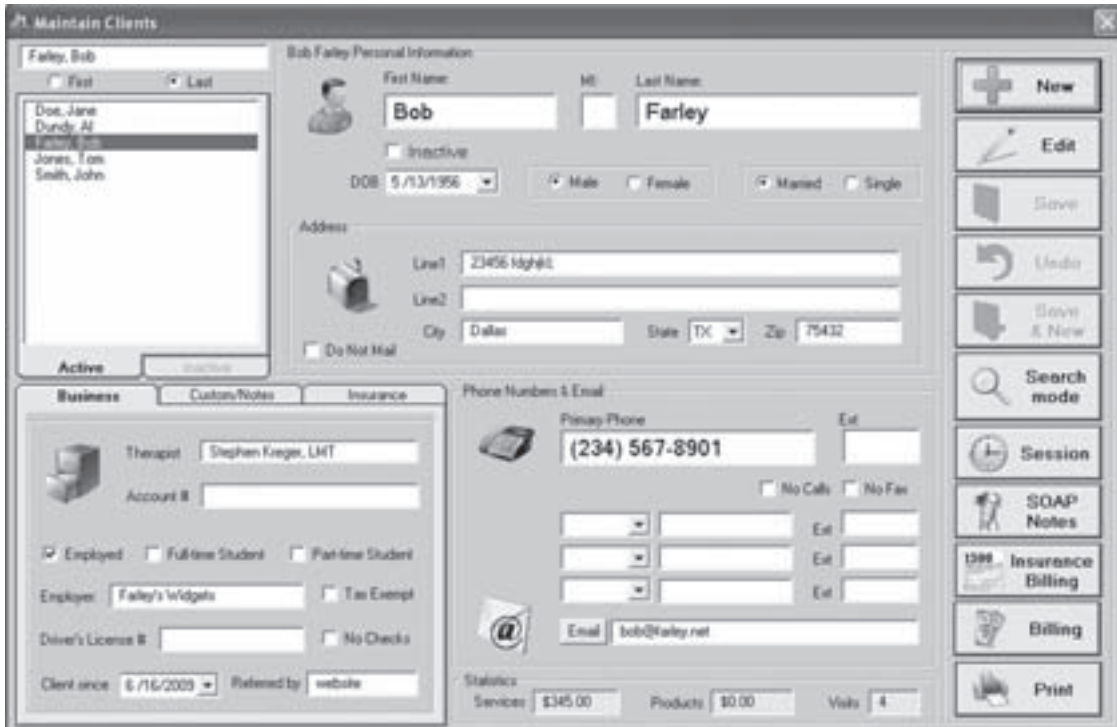 Maintain Clients
Farley, Bob
First Last
Doe, Jane
Dundy, Al
Farley, Bob
Jones, Tom
Smith, John
Active Inactive
Bob Farley Personal Information
First Name: MI: Last Name:
Bob Farley
Inactive
DOB 5/13/1956 Male Female Married Single
Address
Line1 23456
Line2
City Dallas State TX Zip 75432
Do Not Mail
Business Custom/Notes Insurance
Therapist Stephen Kreger, LMT
Account #
Employed Full-time Student Part-time Student
Employer Farley's Widgets Tax Exempt
Driver's License # No Checks
Client since 6/16/2009 Referred by website
Phone Numbers & Email
Primary Phone Ext
(234) 567-8901
No Calls No Fax
Ext
Ext
Ext
Email bob@farley.net
Statistics
Services $345.00 Products $0.00 Visits 4
New
Edit
Save
Undo
Save
& New
Search
mode
Session
SOAP
Notes
1500 Insurance
Billing
Billing
Print